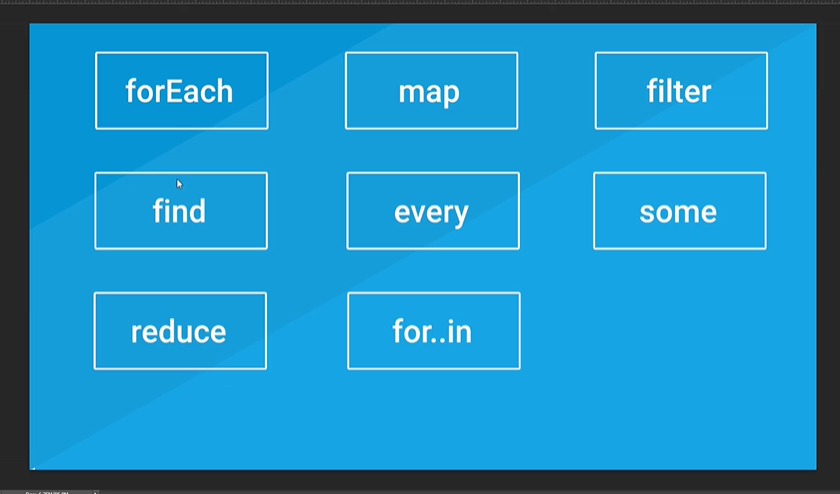 forEach
map
filter
find
every
some
reduce
for..in